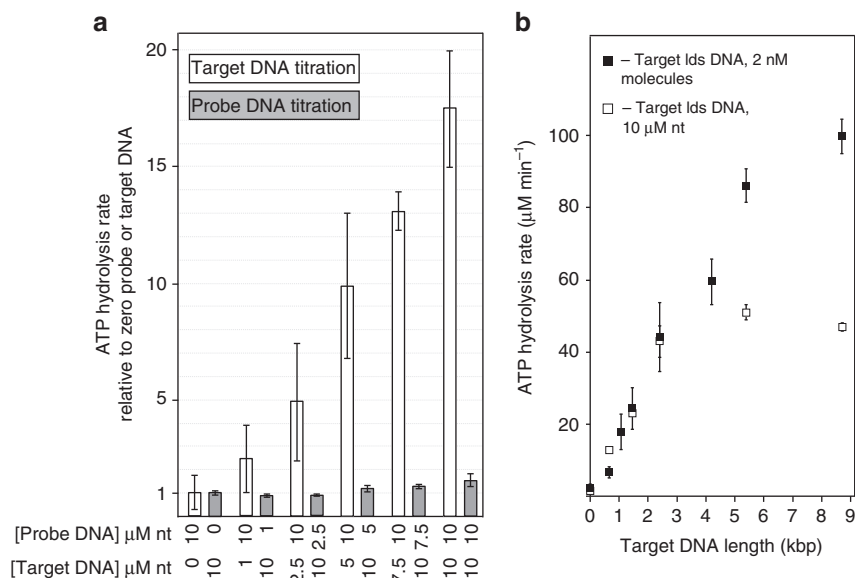 a
20
15
10
5
1
ATP hydrolysis rate
relative to zero probe or target DNA
Target DNA titration
Probe DNA titration
[Probe DNA] μM nt 10 0 10 1 10 2.5 10 5 10 7.5 10 10
[Target DNA] μM nt 0 10 1 10 2.5 10 5 10 7.5 10 10 10
b
– Target lds DNA, 2 nM
molecules
– Target lds DNA,
10 μM nt
100
80
60
40
20
ATP hydrolysis rate (μM min−1)
0 1 2 3 4 5 6 7 8 9
Target DNA length (kbp)